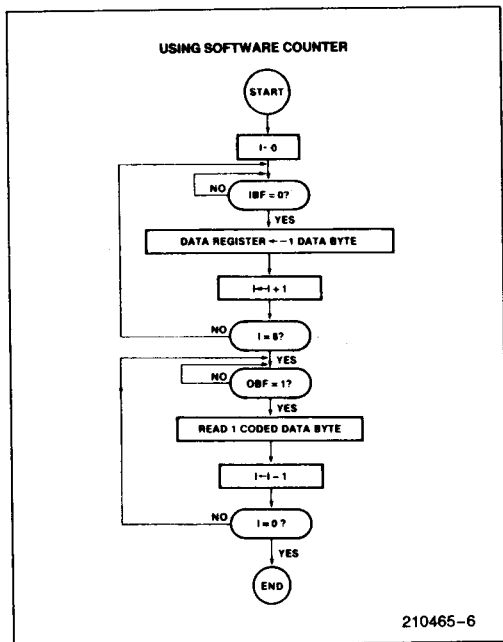 USING SOFTWARE COUNTER
START
I←0
IBF = 0?
NO
YES
DATA REGISTER ← –1 DATA BYTE
I←I + 1
NO
I = 8?
YES
NO
OBF = 1?
YES
READ 1 CODED DATA BYTE
I←I – 1
NO
I = 0 ?
YES
END
210465–6